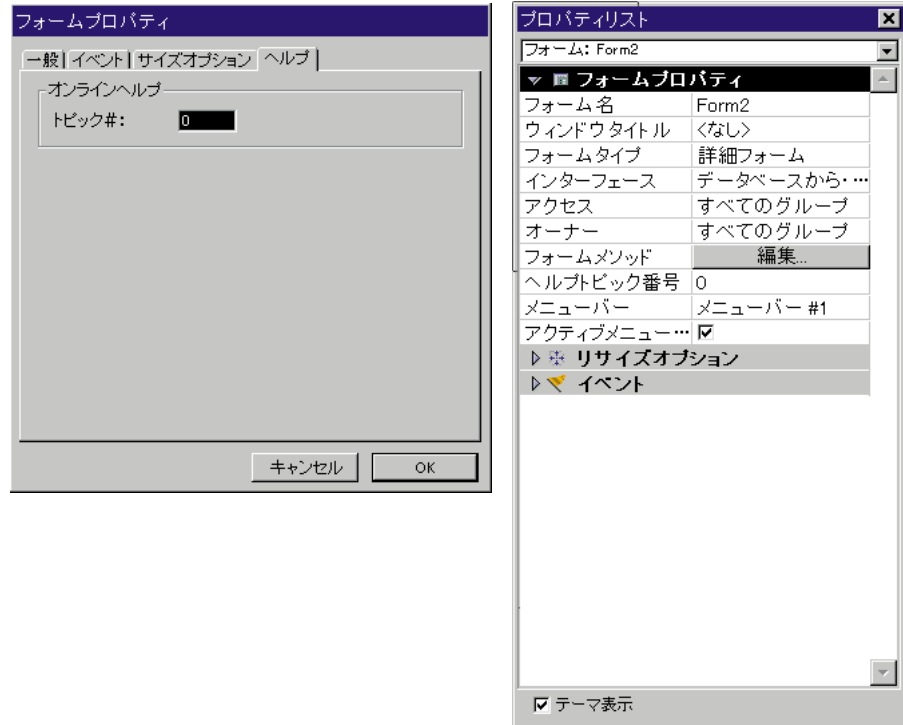 フォームプロパティ
一般 イベント サイズオプション ヘルプ
オンラインヘルプ
トピック#: 0
キャンセル OK
プロパティリスト
フォーム: Form2
フォームプロパティ
フォーム名 Form2
ウィンドウタイトル <なし>
フォームタイプ 詳細フォーム
インターフェース データベースから・…
アクセス すべてのグループ
オーナー すべてのグループ
フォームメソッド 編集...
ヘルプトピック番号 0
メニューバー メニューバー #1
アクティブメニュー…
リサイズオプション
イベント
テーマ表示